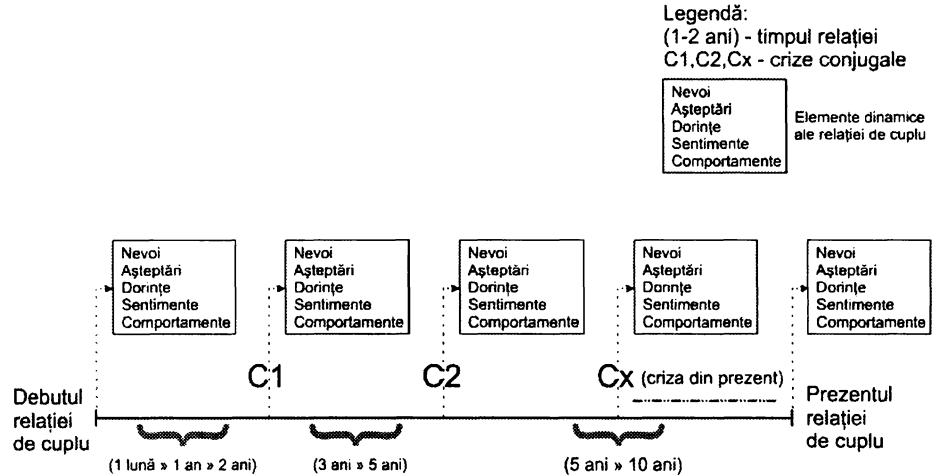 Legendă:
(1-2 ani) - timpul relației
C1,C2,Cx - crize conjugale
Nevoi
Așteptări
Dorințe
Sentimente
Comportamente
Elemente dinamice
ale relației de cuplu
Nevoi
Așteptări
Dorințe
Sentimente
Comportamente
Nevoi
Așteptări
Dorințe
Sentimente
Comportamente
Nevoi
Așteptări
Dorințe
Sentimente
Comportamente
Nevoi
Așteptări
Dorințe
Sentimente
Comportamente
Nevoi
Așteptări
Dorințe
Sentimente
Comportamente
C1
C2
Cx (criza din prezent)
Debutul
relației
de cuplu
Prezentul
relației
de cuplu
(1 lună » 1 an » 2 ani)
(3 ani » 5 ani)
(5 ani » 10 ani)